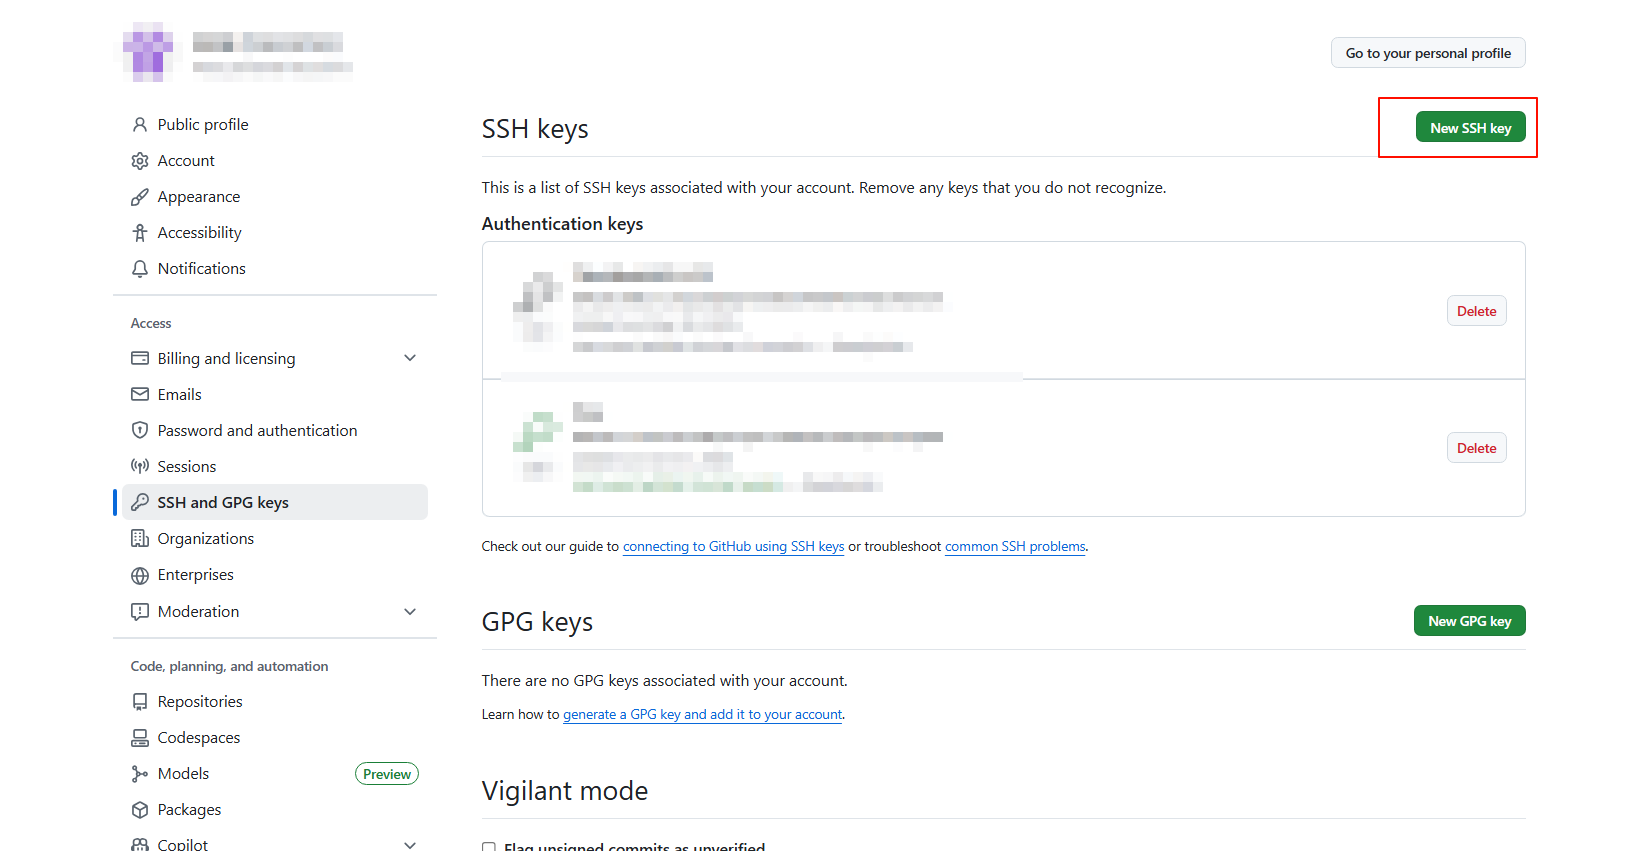 Go to your personal profile
Public profile
Account
Appearance
Accessibility
Notifications
Access
Billing and licensing
Emails
Password and authentication
Sessions
SSH and GPG keys
Organizations
Enterprises
Moderation
Code, planning, and automation
Repositories
Codespaces
Models Preview
Packages
Copilot
SSH keys New SSH key
This is a list of SSH keys associated with your account. Remove any keys that you do not recognize.
Authentication keys
Delete
Delete
Check out our guide to connecting to GitHub using SSH keys or troubleshoot common SSH problems.
GPG keys New GPG key
There are no GPG keys associated with your account.
Learn how to generate a GPG key and add it to your account.
Vigilant mode
Flag unsigned commits as unverified